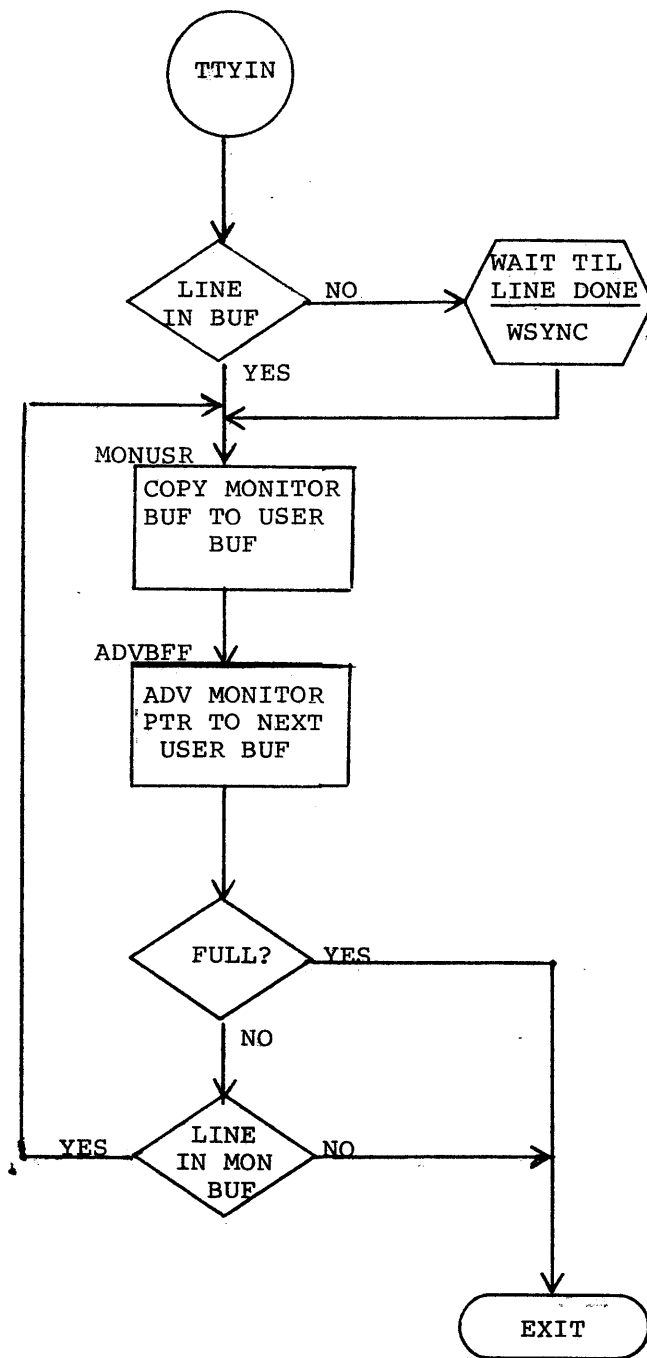 TTYIN
LINE
IN BUF
NO
WAIT TIL
LINE DONE
WSYNC
YES
MONUSR
COPY MONITOR
BUF TO USER
BUF
ADVBFF
ADV MONITOR
PTR TO NEXT
USER BUF
FULL?
YES
NO
LINE
IN MON
BUF
YES
NO
EXIT